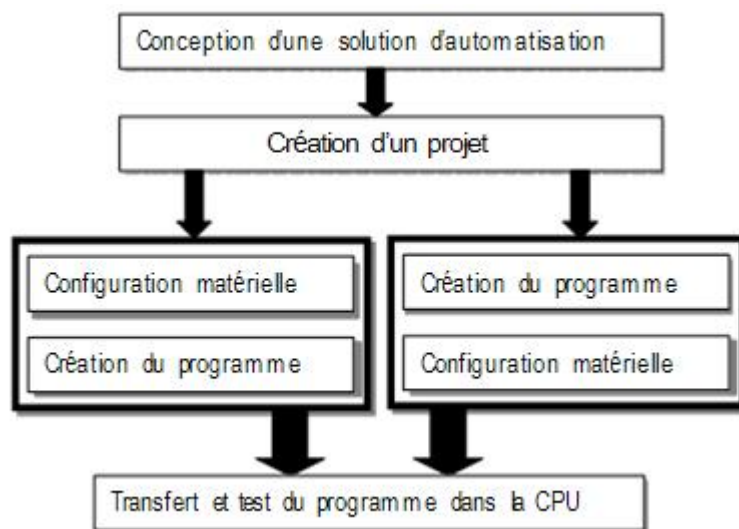 Conception d'une solution d'automatisation
Création d'un projet
Configuration matérielle
Création du programme
Création du programme
Configuration matérielle
Transfert et test du programme dans la CPU